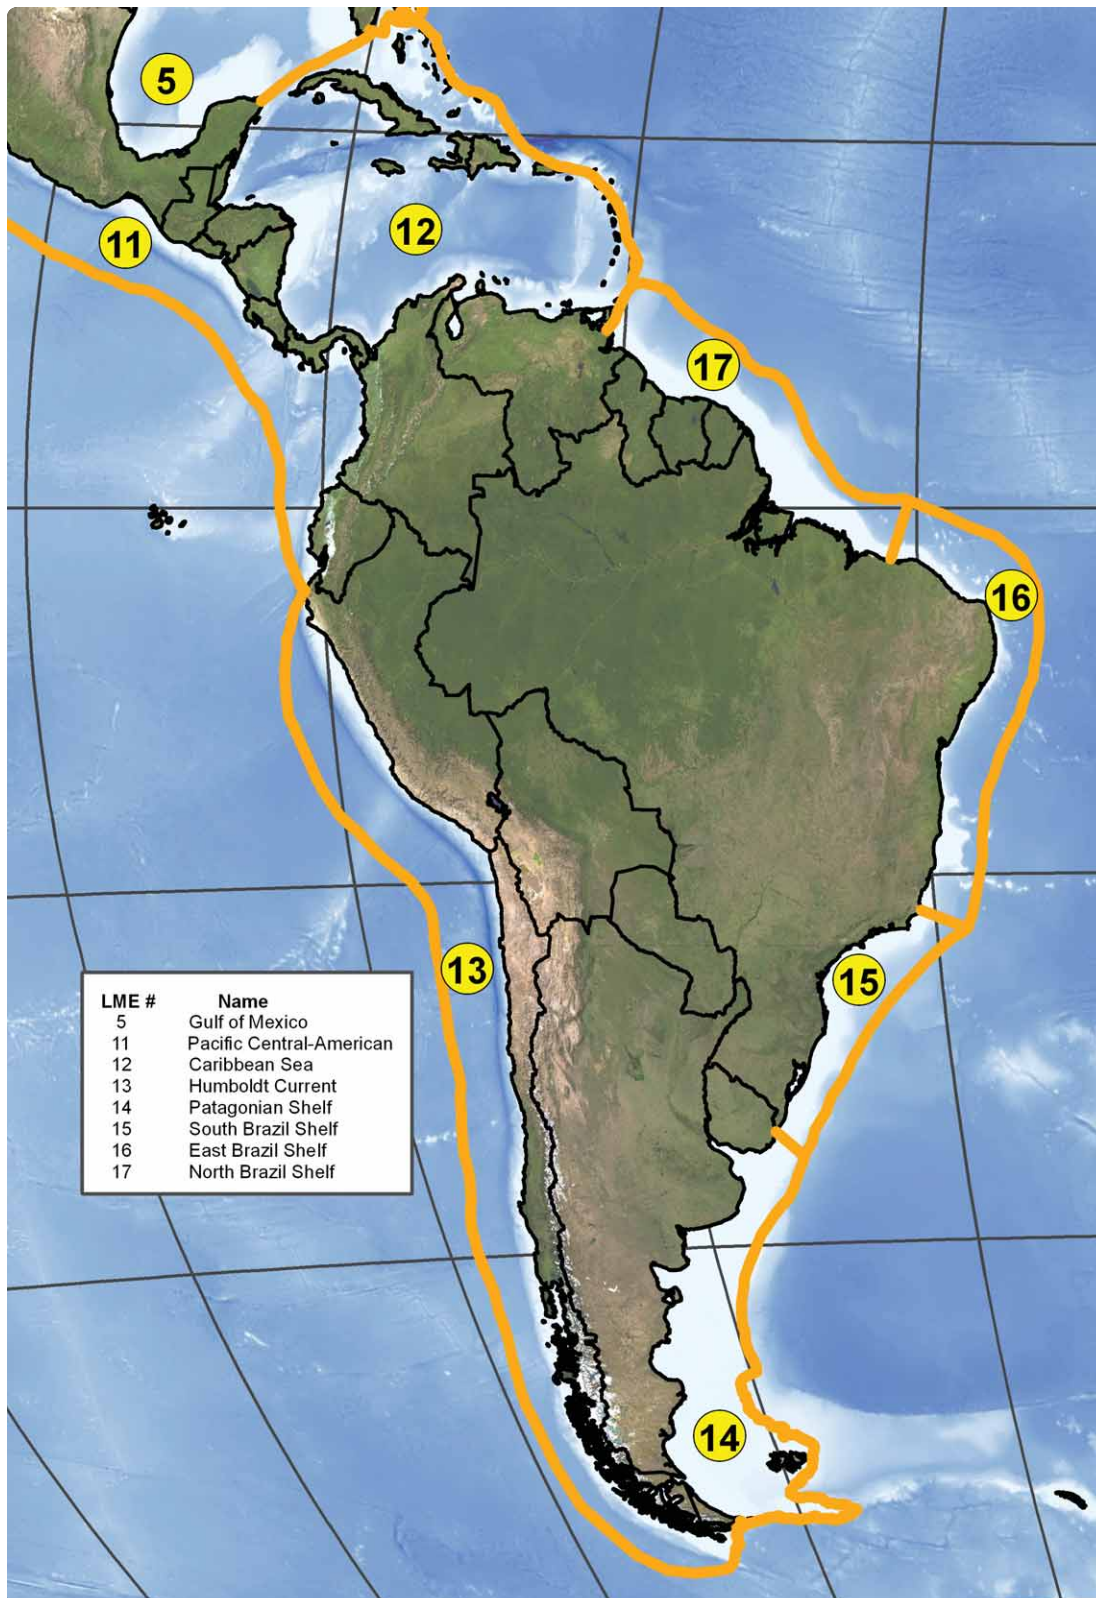 5
12
11
17
16
13
15
LME # Name
5 Gulf of Mexico
11 Pacific Central-American
12 Caribbean Sea
13 Humboldt Current
14 Patagonian Shelf
15 South Brazil Shelf
16 East Brazil Shelf
17 North Brazil Shelf
14